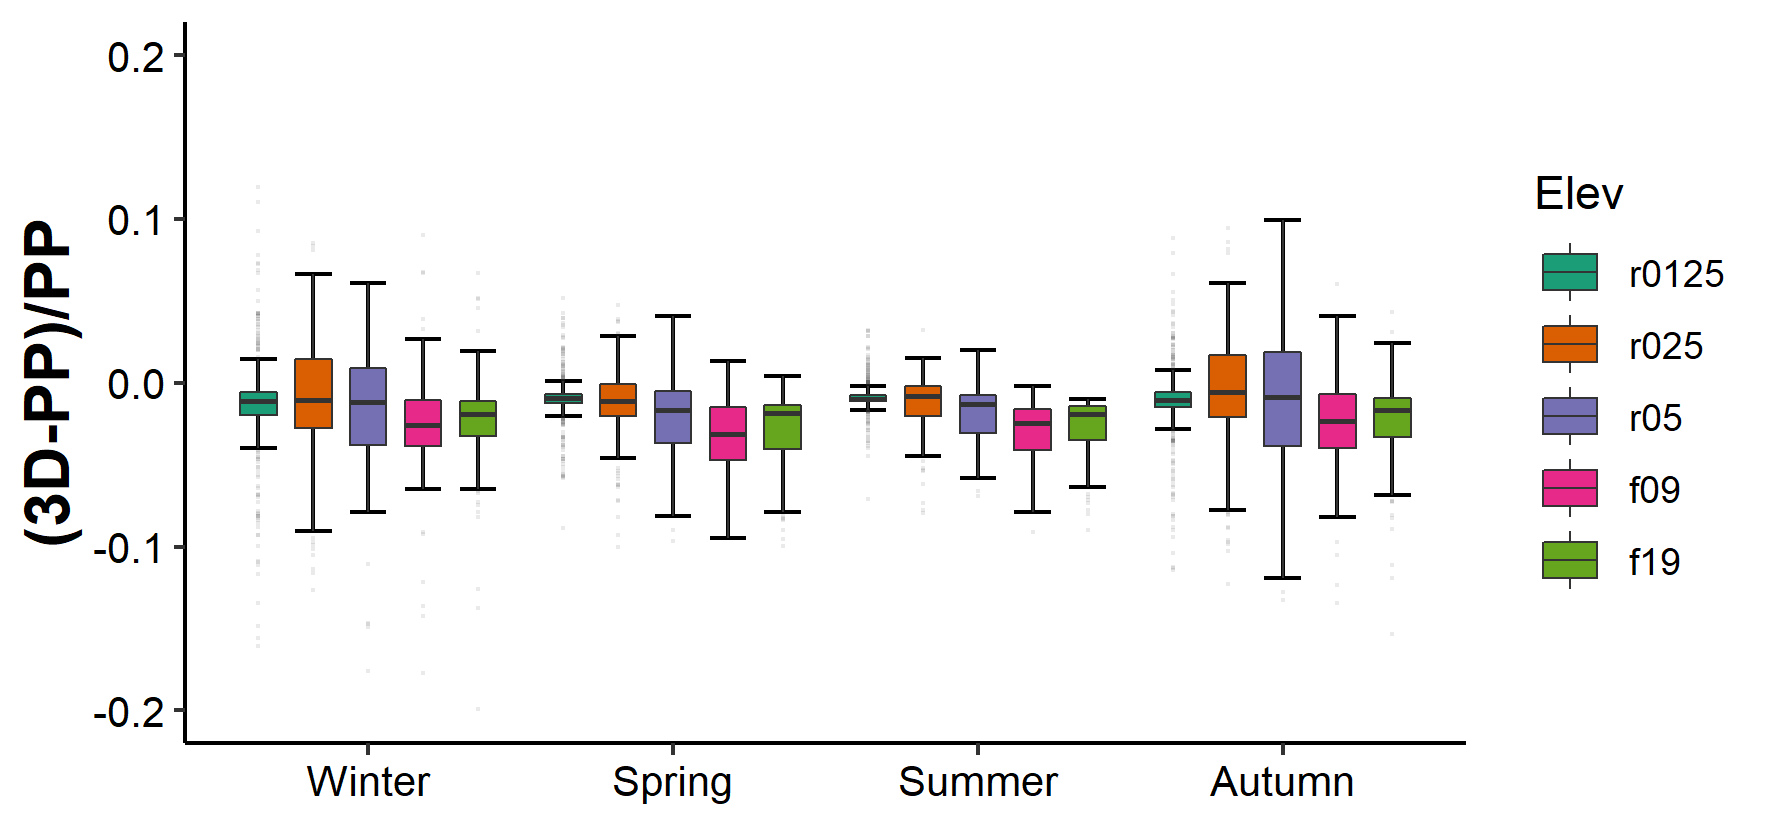 (3D-PP)/PP
0.2
0.1
0.0
-0.1
-0.2
Winter
Spring
Summer
Autumn
Elev
r0125
r025
r05
f09
f19